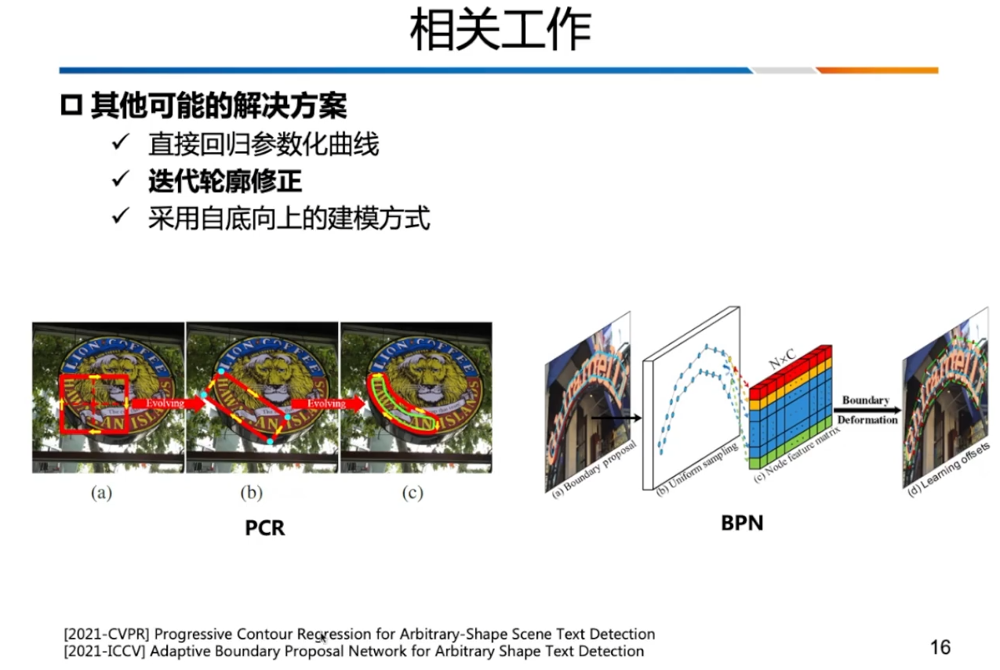 相关工作
其他可能的解决方案
直接回归参数化曲线
迭代轮廓修正
采用自底向上的建模方式
LION COFFEE
LION COFFEE
LION COFFEE
Evolving
Evolving
(a)
(b)
(c)
PCR
N×C
Boundary
Deformation
(a) Boundary proposal
(b) Uniform sampling
(c) Node feature matrix
(d) Learning offsets
BPN
[2021-CVPR] Progressive Contour Regression for Arbitrary-Shape Scene Text Detection
[2021-ICCV] Adaptive Boundary Proposal Network for Arbitrary Shape Text Detection
16